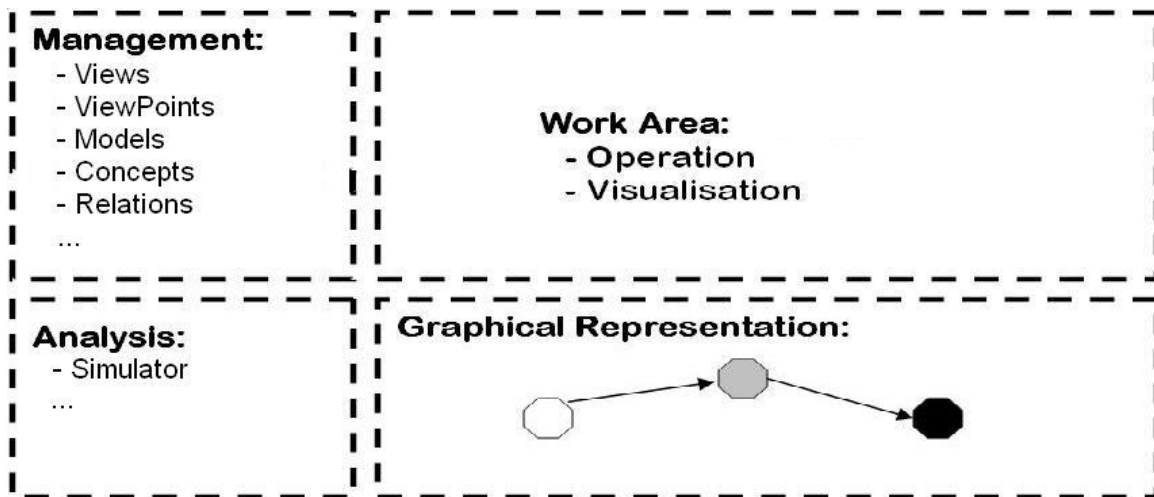 Management:
- Views
- ViewPoints
- Models
- Concepts
- Relations
...
Work Area:
- Operation
- Visualisation
Analysis:
- Simulator
...
Graphical Representation: